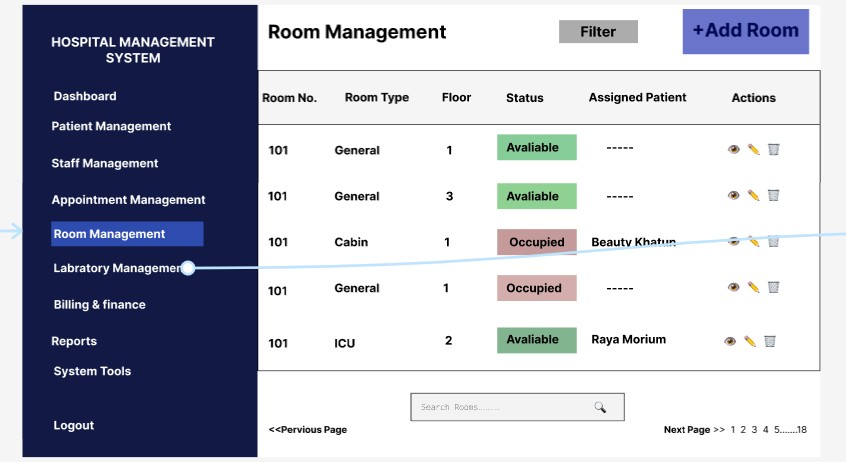 HOSPITAL MANAGEMENT
SYSTEM
Dashboard
Patient Management
Staff Management
Appointment Management
Room Management
Labratory Managemen
Billing & finance
Reports
System Tools
Logout
Room Management
Filter
+Add Room
Room No. Room Type Floor Status Assigned Patient Actions
101 General 1 Avaliable -----
101 General 3 Avaliable -----
101 Cabin 1 Occupied Beauty Khatun
101 General 1 Occupied -----
101 ICU 2 Avaliable Raya Morium
Search Rooms........
<<Pervious Page
Next Page >> 1 2 3 4 5.......18